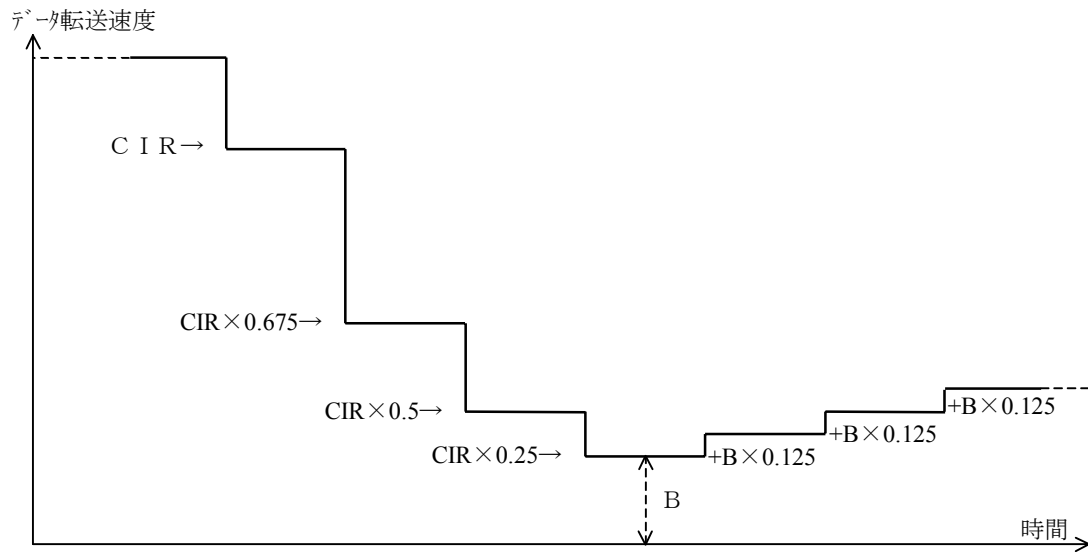 データ転送速度
ＣＩＲ→
CIR×0.675→
CIR×0.5→
CIR×0.25→
+B×0.125
+B×0.125
+B×0.125
Ｂ
時間